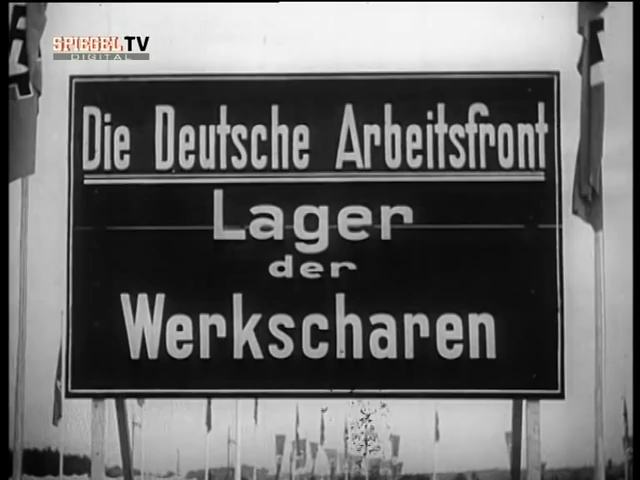 SPIEGEL TV
DIGITAL
Die Deutsche Arbeitsfront
Lager
der
Werkscharen